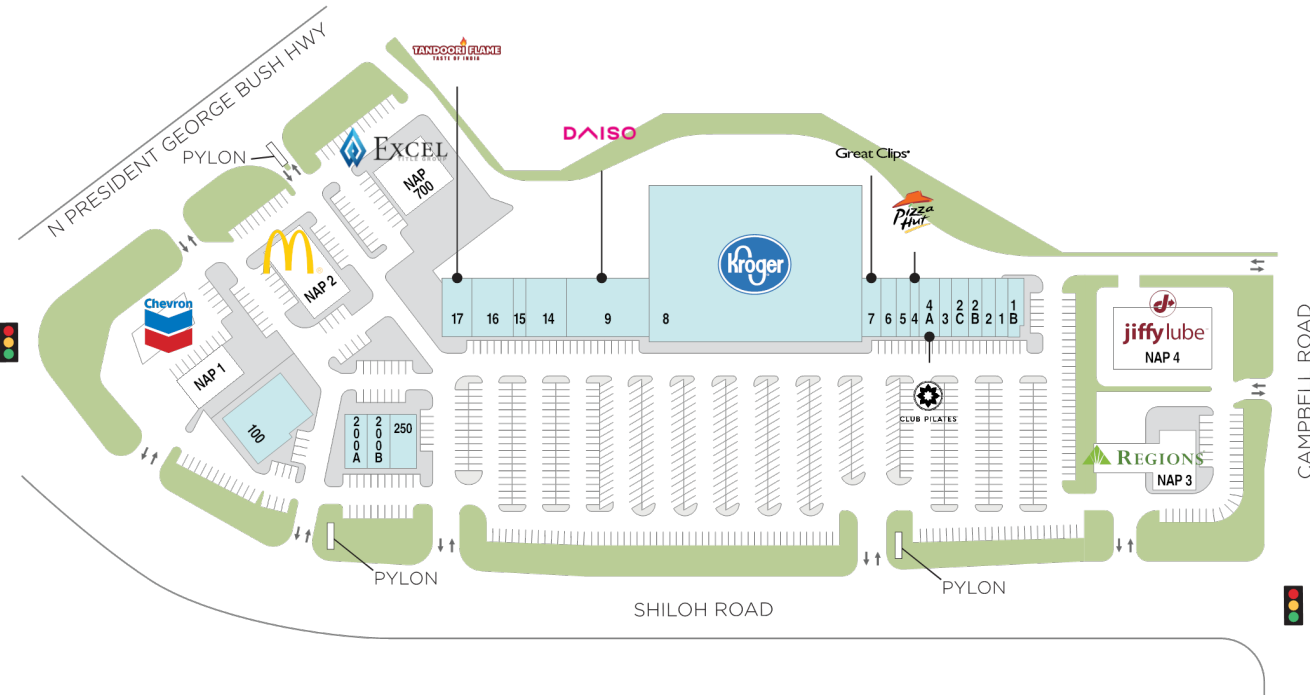 TANDOORI FLAME
TASTE OF INDIA
N PRESIDENT GEORGE BUSH HWY
PYLON
EXCEL
TITLE GROUP
NAP
700
DAISO
Great Clips
Pizza
Hut
Kroger
McDonald's M
NAP 2
Chevron
NAP 1
100
200A
200B
250
17
16
15
14
9
8
7
6
5
4
4A
3
2C
2B
2
1
1B
CLUB PILATES
jiffylube
NAP 4
REGIONS
NAP 3
CAMPBELL ROAD
PYLON
PYLON
SHILOH ROAD